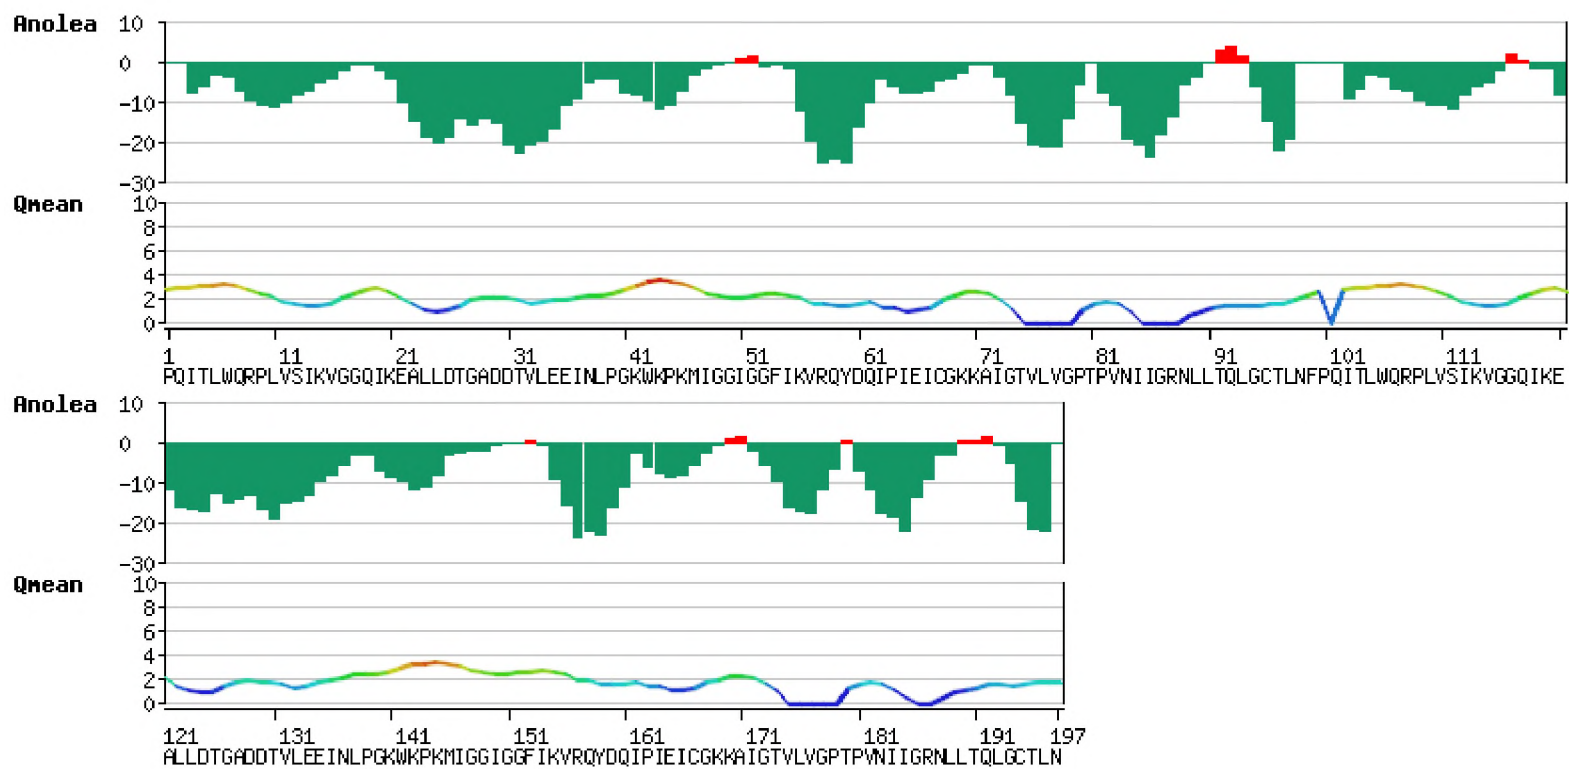 Anolea
10
0
-10
-20
-30
Qmean
10
8
6
4
2
0
1 11 21 31 41 51 61 71 81 91 101 111
PQITLWQRPLVSIKVGGQIKEALLDTGADDTVLEEINLPGKWKPKMIGGIGGFIKVRQYDQIPIEICGKKAIGTVLVGPTPVNIIGRNLLTQLGCTLNFPQITLWQRPLVSIKVGGQIKE
Anolea
10
0
-10
-20
-30
Qmean
10
8
6
4
2
0
121 131 141 151 161 171 181 191 197
ALLDTGADDTVLEEINLPGKWKPKMIGGIGGFIKVRQYDQIPIEICGKKAIGTVLVGPTPVNIIGRNLLTQLGCTLN